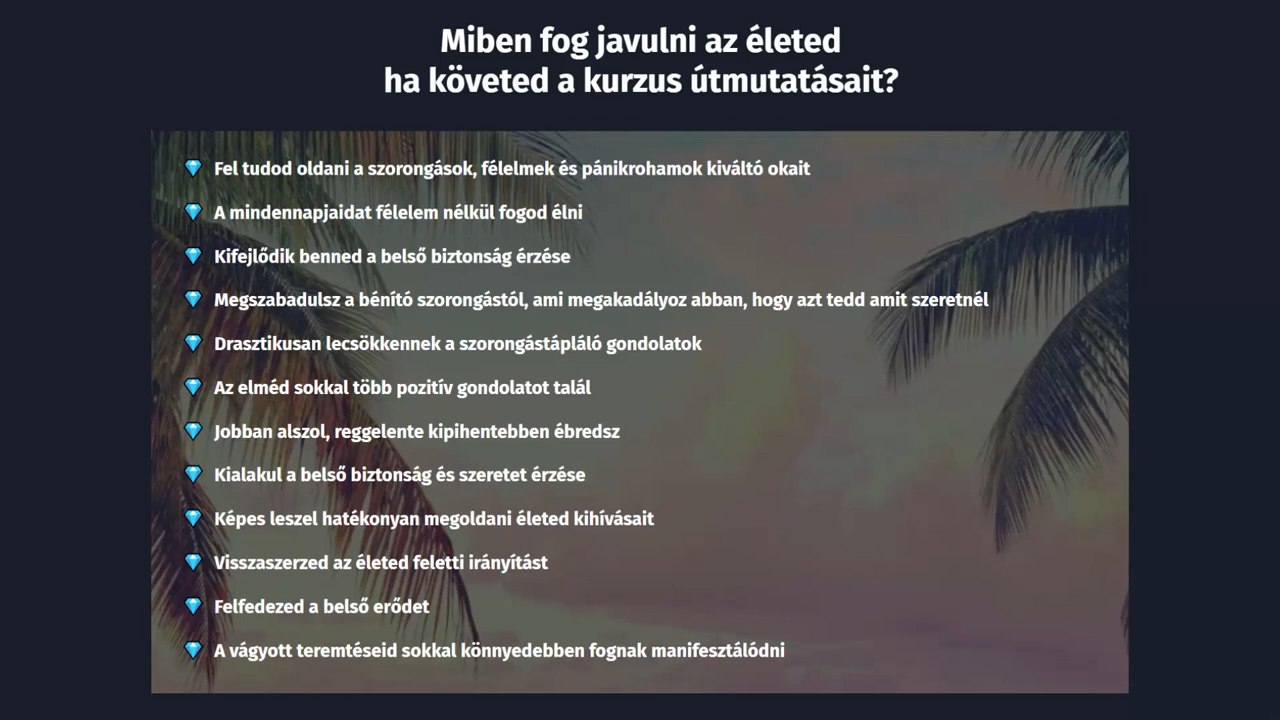 Miben fog javulni az életed
ha követed a kurzus útmutatásait?
Fel tudod oldani a szorongások, félelmek és pánikrohamok kiváltó okait
A mindennapjaidat félelem nélkül fogod élni
Kifejlődik benned a belső biztonság érzése
Megszabadulsz a bénító szorongástól, ami megakadályoz abban, hogy azt tedd amit szeretnél
Drasztikusan lecsökkennek a szorongástápláló gondolatok
Az elméd sokkal több pozitív gondolatot talál
Jobban alszol, reggelente kipihentebben ébredsz
Kialakul a belső biztonság és szeretet érzése
Képes leszel hatékonyan megoldani életed kihívásait
Visszaszerzed az életed feletti irányítást
Felfedezed a belső erődet
A vágyott teremtéseid sokkal könnyedebben fognak manifesztálódni